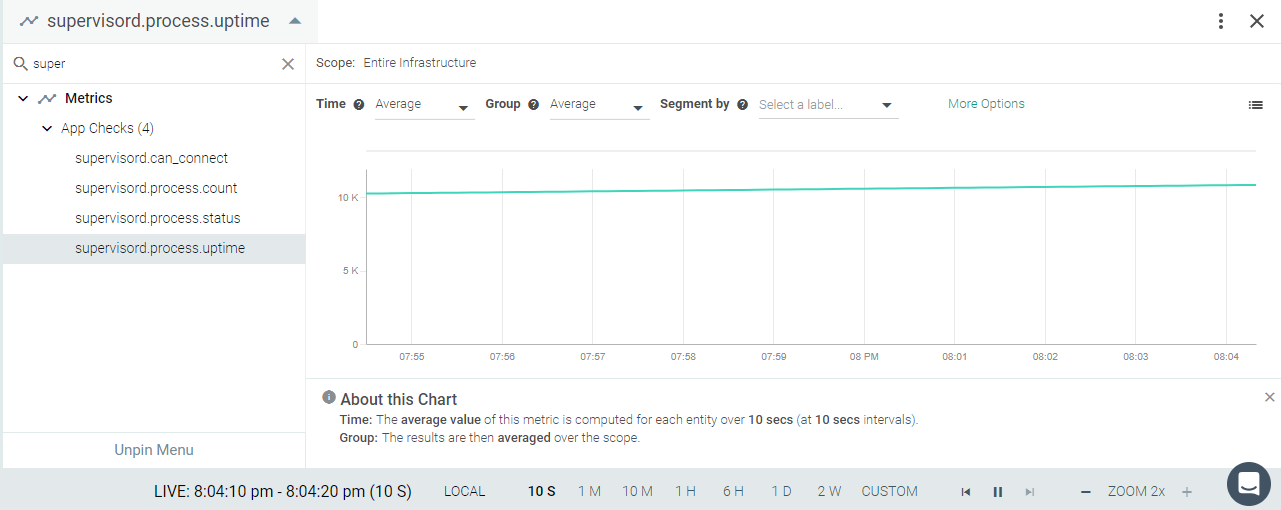 supervisord.process.uptime
super
Scope: Entire Infrastructure
Metrics
Time ? Average Group ? Average Segment by ? Select a label... More Options
App Checks (4)
supervisord.can_connect
supervisord.process.count
supervisord.process.status
supervisord.process.uptime
10 K
5 K
0
07:55 07:56 07:57 07:58 07:59 08 PM 08:01 08:02 08:03 08:04
i About this Chart
Time: The average value of this metric is computed for each entity over 10 secs (at 10 secs intervals).
Group: The results are then averaged over the scope.
Unpin Menu
LIVE: 8:04:10 pm - 8:04:20 pm (10 S) LOCAL 10 S 1 M 10 M 1 H 6 H 1 D 2 W CUSTOM ZOOM 2x